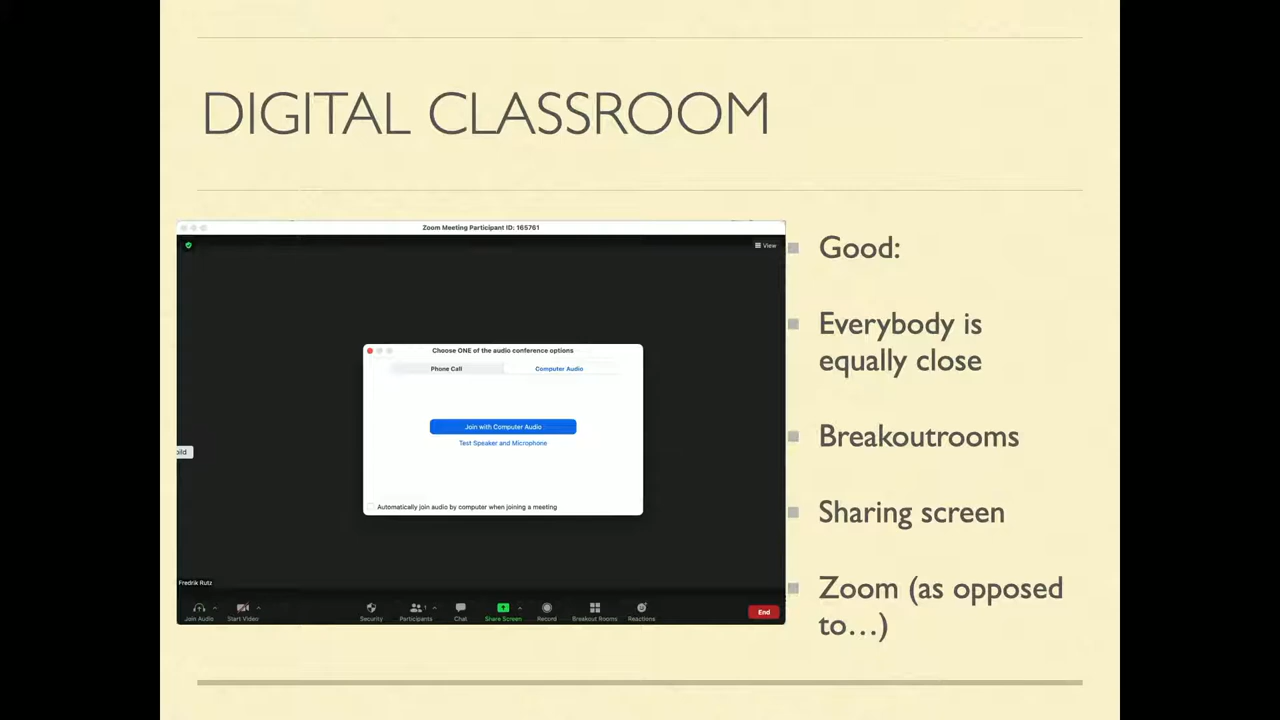 DIGITAL CLASSROOM
Zoom Meeting Participant ID: 165761
View
Choose ONE of the audio conference options
Phone Call
Computer Audio
Join with Computer Audio
Test Speaker and Microphone
Automatically join audio by computer when joining a meeting
Fredrik Rutz
Join Audio
Start Video
Security
1
Participants
Chat
Share Screen
Record
Breakout Rooms
Reactions
End
Good:
Everybody is
equally close
Breakoutrooms
Sharing screen
Zoom (as opposed
to…)